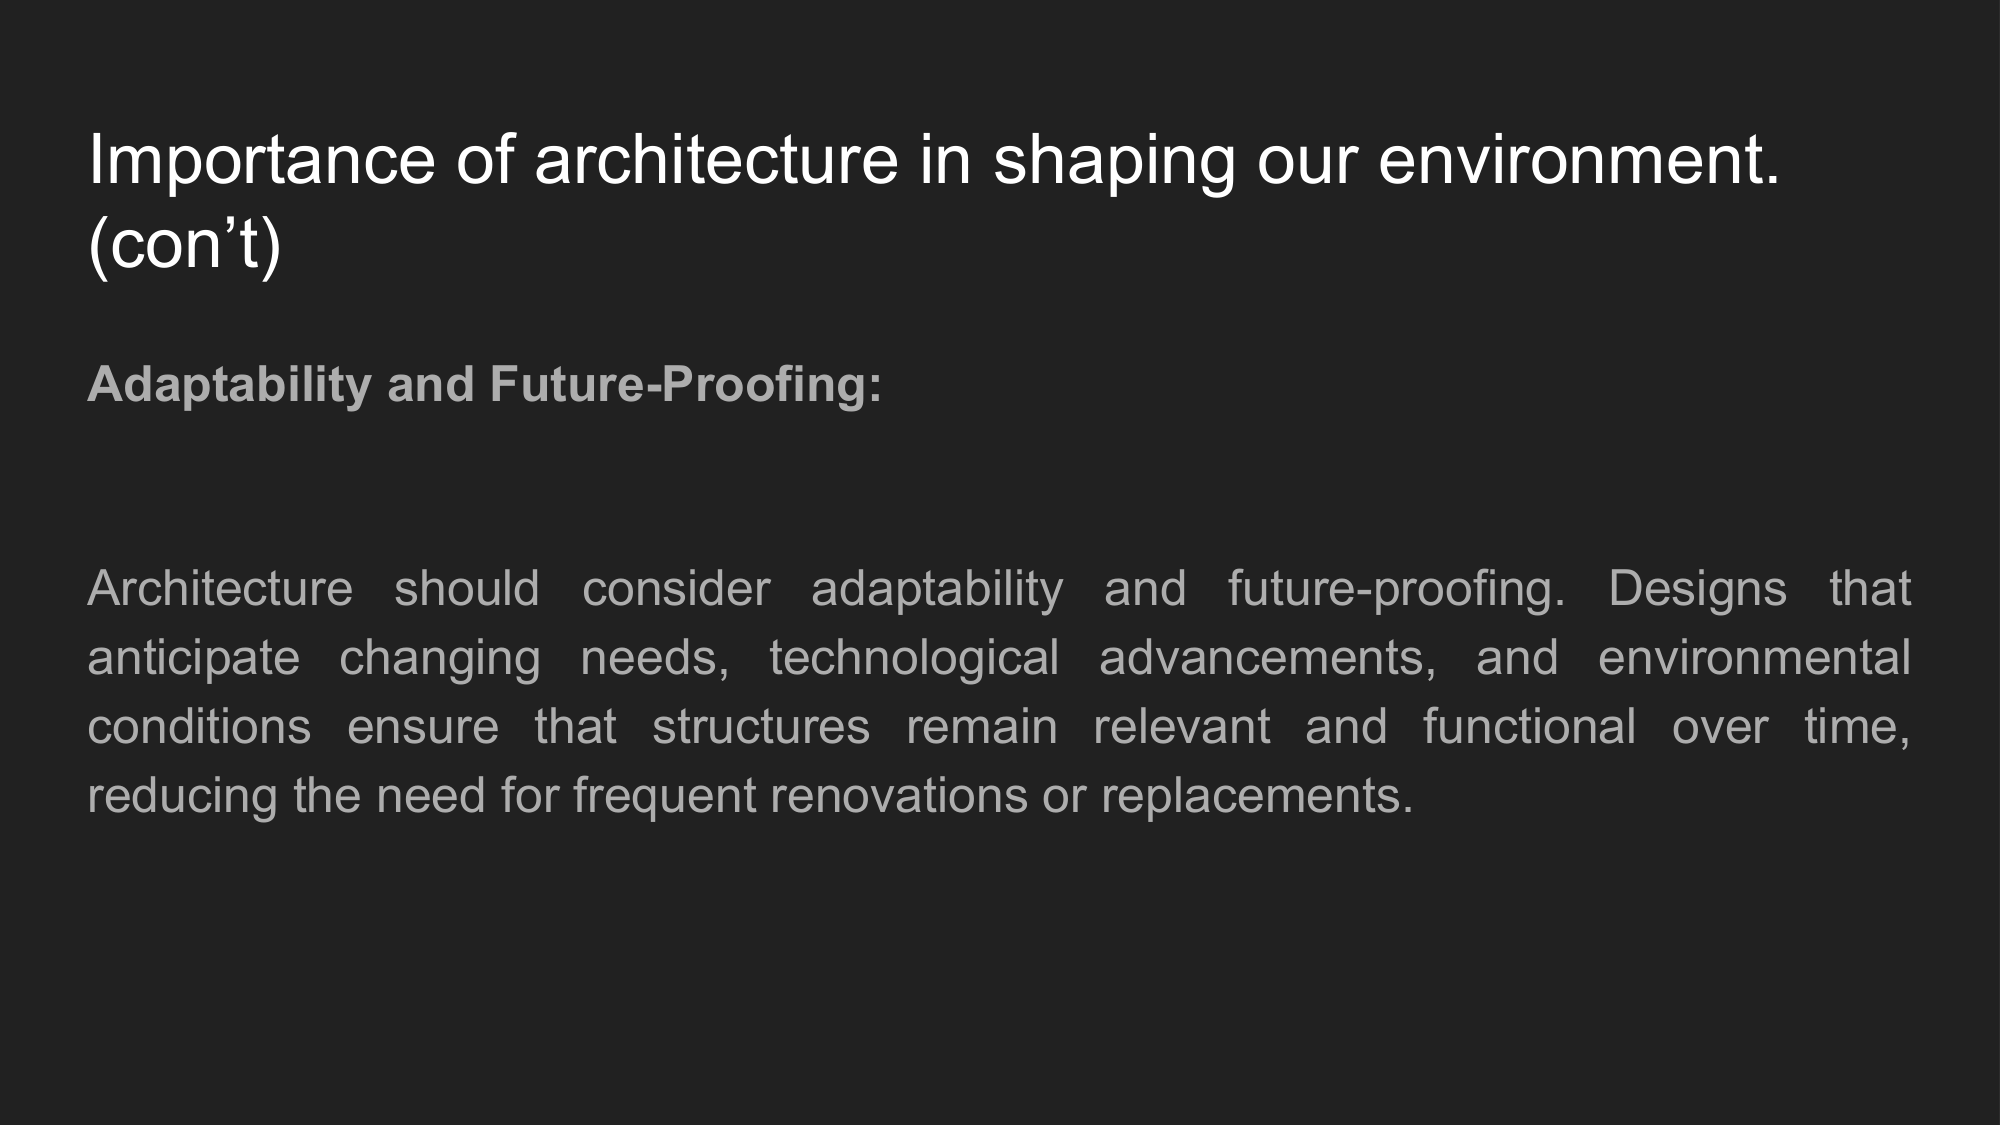 Importance of architecture in shaping our environment.
(con’t)
Adaptability and Future-Proofing:
Architecture should consider adaptability and future-proofing. Designs that
anticipate changing needs, technological advancements, and environmental
conditions ensure that structures remain relevant and functional over time,
reducing the need for frequent renovations or replacements.